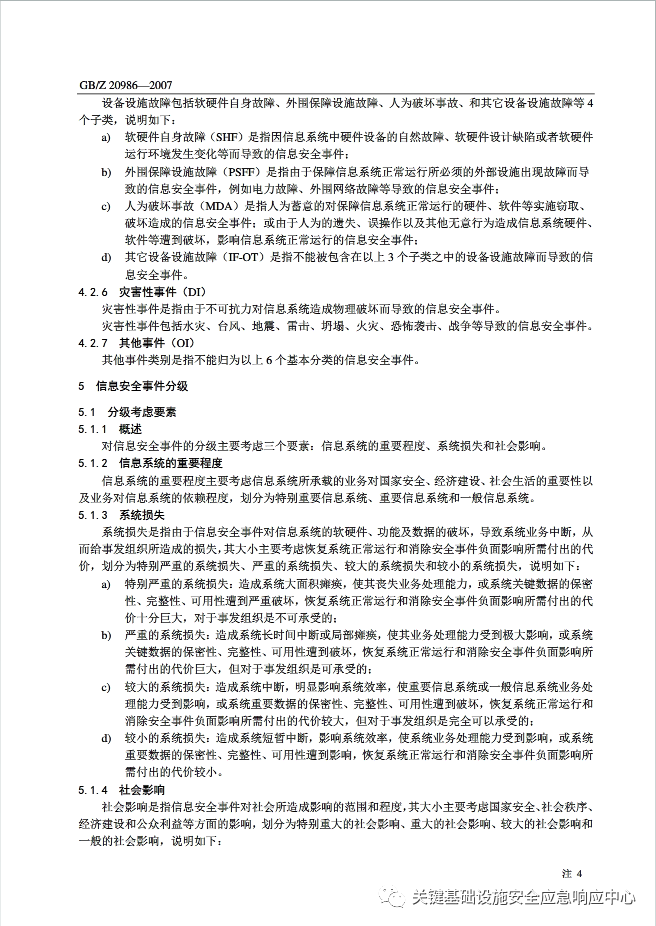 GB/Z 20986—2007
设备设施故障包括软硬件自身故障、外围保障设施故障、人为破坏事故、和其它设备设施故障等 4
个子类，说明如下：
a) 软硬件自身故障（SHF）是指因信息系统中硬件设备的自然故障、软硬件设计缺陷或者软硬件
运行环境发生变化等而导致的信息安全事件；
b) 外围保障设施故障（PSFF）是指由于保障信息系统正常运行所必须的外部设施出现故障而导
致的信息安全事件，例如电力故障、外围网络故障等导致的信息安全事件；
c) 人为破坏事故（MDA）是指人为蓄意的对保障信息系统正常运行的硬件、软件等实施窃取、
破坏造成的信息安全事件；或由于人为的遗失、误操作以及其他无意行为造成信息系统硬件、
软件等遭到破坏，影响信息系统正常运行的信息安全事件；
d) 其它设备设施故障（IF-OT）是指不能被包含在以上 3 个子类之中的设备设施故障而导致的信
息安全事件。
4.2.6 灾害性事件（DI）
灾害性事件是指由于不可抗力对信息系统造成物理破坏而导致的信息安全事件。
灾害性事件包括水灾、台风、地震、雷击、坍塌、火灾、恐怖袭击、战争等导致的信息安全事件。
4.2.7 其他事件（OI）
其他事件类别是指不能归为以上 6 个基本分类的信息安全事件。
5 信息安全事件分级
5.1 分级考虑要素
5.1.1 概述
对信息安全事件的分级主要考虑三个要素：信息系统的重要程度、系统损失和社会影响。
5.1.2 信息系统的重要程度
信息系统的重要程度主要考虑信息系统所承载的业务对国家安全、经济建设、社会生活的重要性以
及业务对信息系统的依赖程度，划分为特别重要信息系统、重要信息系统和一般信息系统。
5.1.3 系统损失
系统损失是指由于信息安全事件对信息系统的软硬件、功能及数据的破坏，导致系统业务中断，从
而给事发组织所造成的损失，其大小主要考虑恢复系统正常运行和消除安全事件负面影响所需付出的代
价，划分为特别严重的系统损失、严重的系统损失、较大的系统损失和较小的系统损失，说明如下：
a) 特别严重的系统损失：造成系统大面积瘫痪，使其丧失业务处理能力，或系统关键数据的保密
性、完整性、可用性遭到严重破坏，恢复系统正常运行和消除安全事件负面影响所需付出的代
价十分巨大，对于事发组织是不可承受的；
b) 严重的系统损失：造成系统长时间中断或局部瘫痪，使其业务处理能力受到极大影响，或系统
关键数据的保密性、完整性、可用性遭到破坏，恢复系统正常运行和消除安全事件负面影响所
需付出的代价巨大，但对于事发组织是可承受的；
c) 较大的系统损失：造成系统中断，明显影响系统效率，使重要信息系统或一般信息系统业务处
理能力受到影响，或系统重要数据的保密性、完整性、可用性遭到破坏，恢复系统正常运行和
消除安全事件负面影响所需付出的代价较大，但对于事发组织是完全可以承受的；
d) 较小的系统损失：造成系统短暂中断，影响系统效率，使系统业务处理能力受到影响，或系统
重要数据的保密性、完整性、可用性遭到影响，恢复系统正常运行和消除安全事件负面影响所
需付出的代价较小。
5.1.4 社会影响
社会影响是指信息安全事件对社会所造成影响的范围和程度，其大小主要考虑国家安全、社会秩序、
经济建设和公众利益等方面的影响，划分为特别重大的社会影响、重大的社会影响、较大的社会影响和
一般的社会影响，说明如下：
注 4
关键基础设施安全应急响应中心